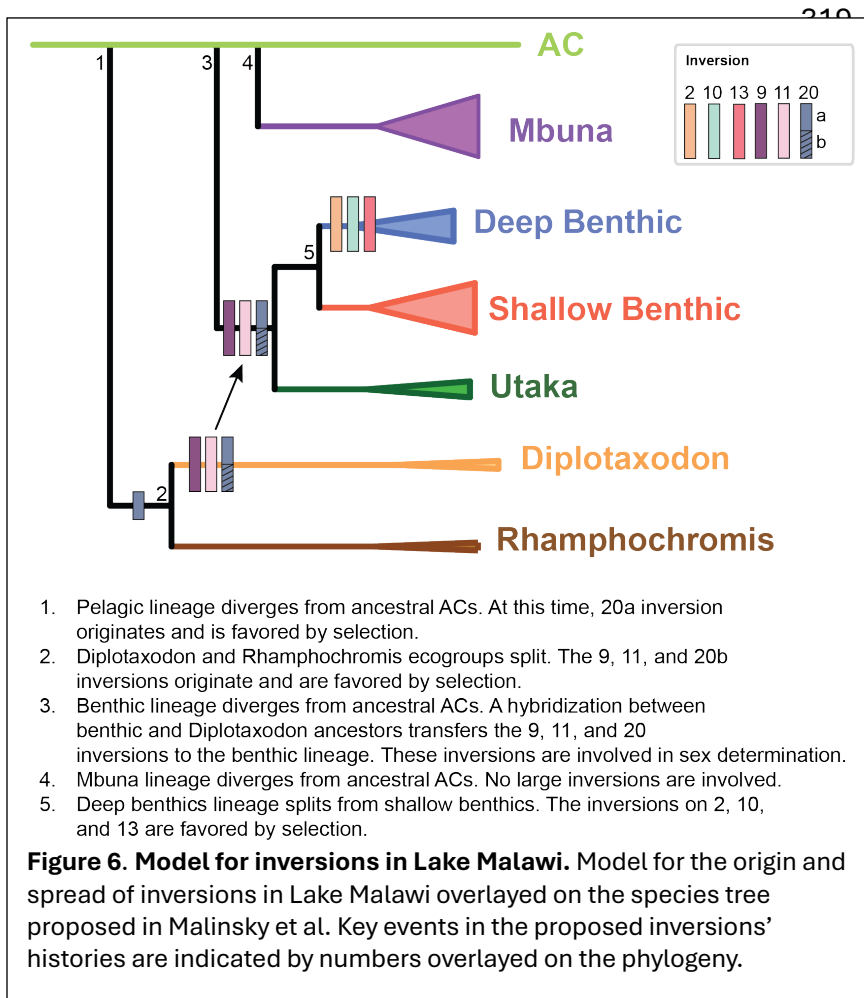 AC
1
3
4
Inversion
2 10 13 9 11 20
a
b
Mbuna
Deep Benthic
5
Shallow Benthic
Utaka
Diplotaxodon
2
Rhamphochromis
1. Pelagic lineage diverges from ancestral ACs. At this time, 20a inversion
originates and is favored by selection.
2. Diplotaxodon and Rhamphochromis ecogroups split. The 9, 11, and 20b
inversions originate and are favored by selection.
3. Benthic lineage diverges from ancestral ACs. A hybridization between
benthic and Diplotaxodon ancestors transfers the 9, 11, and 20
inversions to the benthic lineage. These inversions are involved in sex determination.
4. Mbuna lineage diverges from ancestral ACs. No large inversions are involved.
5. Deep benthics lineage splits from shallow benthics. The inversions on 2, 10,
and 13 are favored by selection.
Figure 6. Model for inversions in Lake Malawi. Model for the origin and
spread of inversions in Lake Malawi overlayed on the species tree
proposed in Malinsky et al. Key events in the proposed inversions’
histories are indicated by numbers overlayed on the phylogeny.